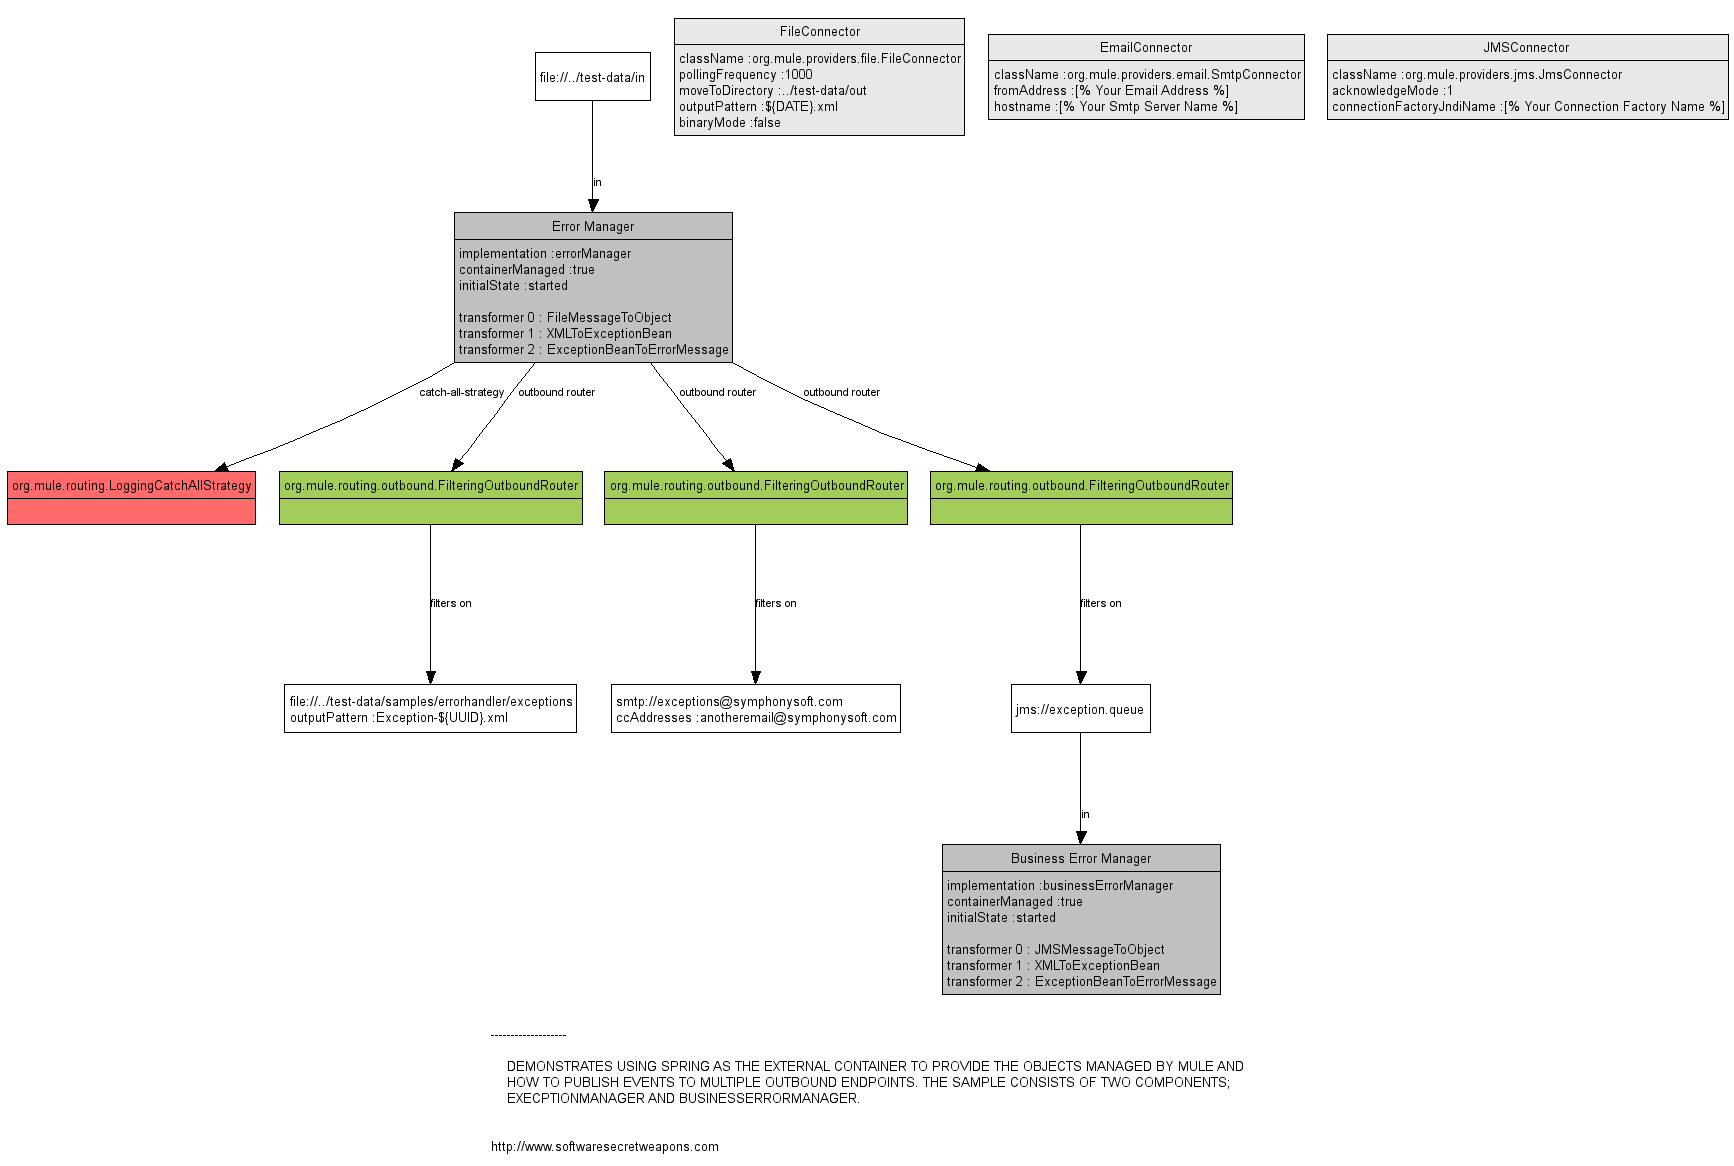 FileConnector
className :org.mule.providers.file.FileConnector
pollingFrequency :1000
moveToDirectory :../test-data/out
outputPattern :${DATE}.xml
binaryMode :false
EmailConnector
className :org.mule.providers.email.SmtpConnector
fromAddress :[% Your Email Address %]
hostname :[% Your Smtp Server Name %]
JMSConnector
className :org.mule.providers.jms.JmsConnector
acknowledgeMode :1
connectionFactoryJndiName :[% Your Connection Factory Name %]
file://../test-data/in
in
Error Manager
implementation :errorManager
containerManaged :true
initialState :started
transformer 0 : FileMessageToObject
transformer 1 : XMLToExceptionBean
transformer 2 : ExceptionBeanToErrorMessage
catch-all-strategy
outbound router
outbound router
outbound router
org.mule.routing.LoggingCatchAllStrategy
org.mule.routing.outbound.FilteringOutboundRouter
org.mule.routing.outbound.FilteringOutboundRouter
org.mule.routing.outbound.FilteringOutboundRouter
filters on
filters on
filters on
file://../test-data/samples/errorhandler/exceptions
outputPattern :Exception-${UUID}.xml
smtp://exceptions@symphonysoft.com
ccAddresses :anotheremail@symphonysoft.com
jms://exception.queue
in
Business Error Manager
implementation :businessErrorManager
containerManaged :true
initialState :started
transformer 0 : JMSMessageToObject
transformer 1 : XMLToExceptionBean
transformer 2 : ExceptionBeanToErrorMessage
-------------------
DEMONSTRATES USING SPRING AS THE EXTERNAL CONTAINER TO PROVIDE THE OBJECTS MANAGED BY MULE AND
HOW TO PUBLISH EVENTS TO MULTIPLE OUTBOUND ENDPOINTS. THE SAMPLE CONSISTS OF TWO COMPONENTS;
EXECPTIONMANAGER AND BUSINESSERRORMANAGER.
http://www.softwaresecretweapons.com